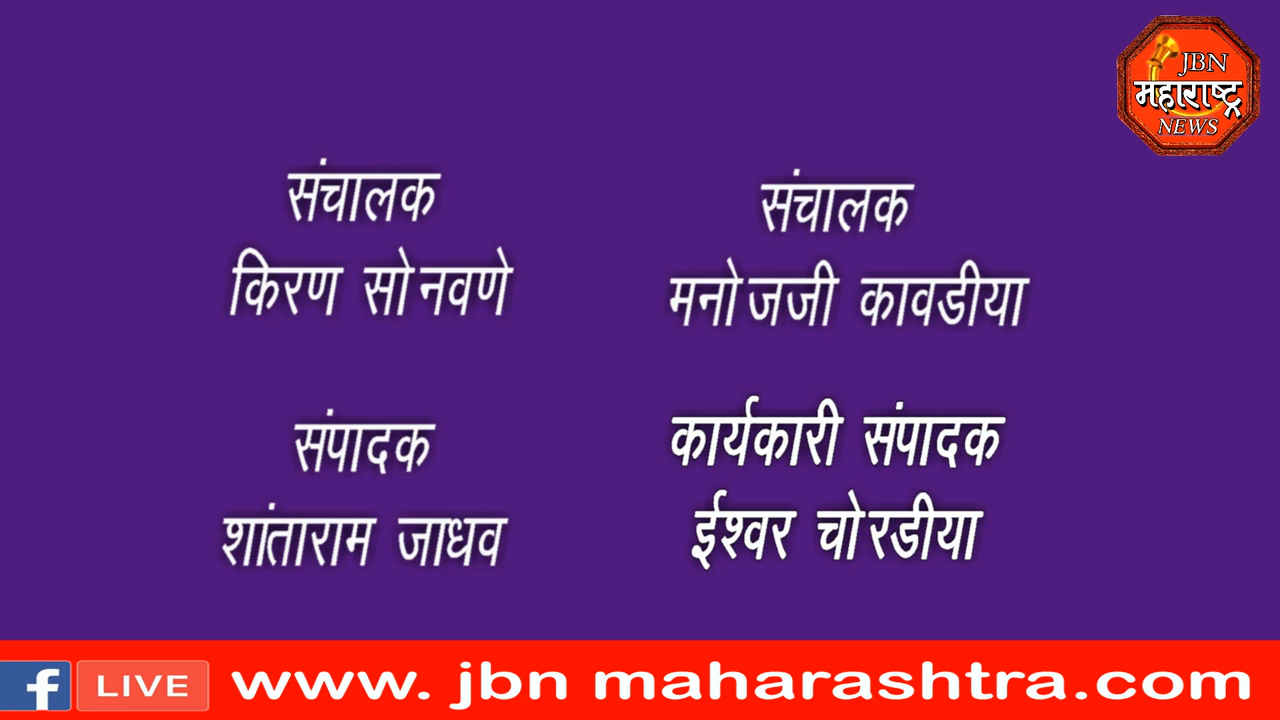 JBN
महाराष्ट्र
NEWS
संचालक
किरण सोनवणे
संचालक
मनोजजी कावडीया
संपादक
शांताराम जाधव
कार्यकारी संपादक
ईश्वर चोरडीया
f LIVE www. jbn maharashtra.com